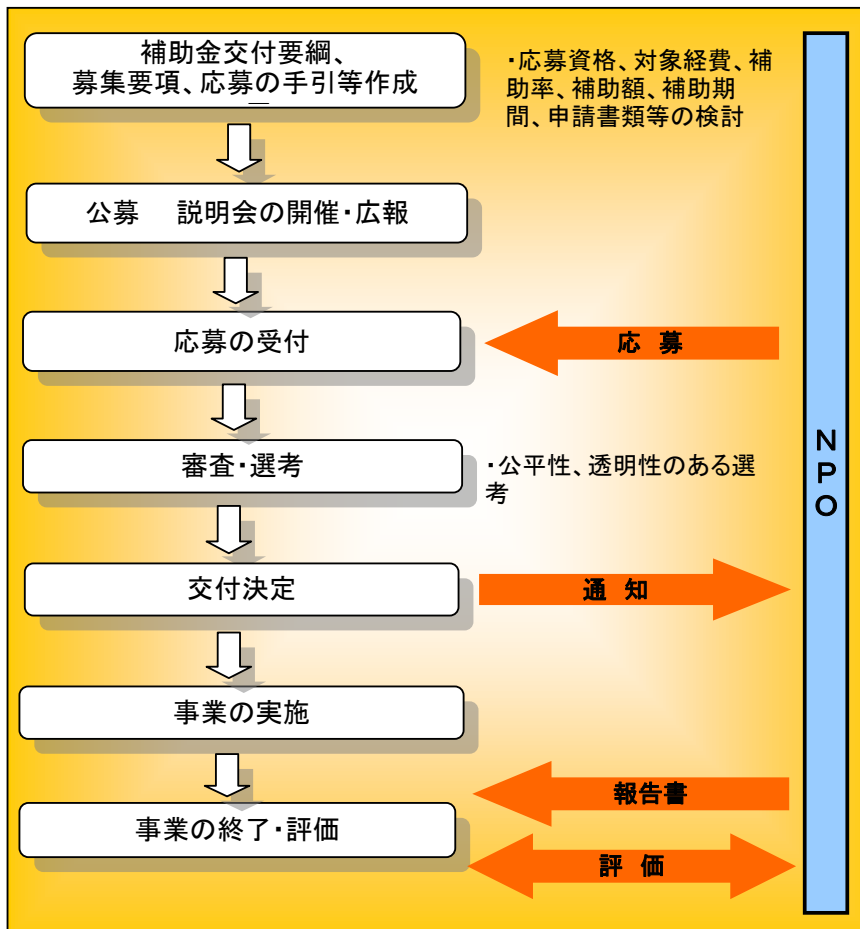 補助金交付要綱、
募集要項、応募の手引等作成
・応募資格、対象経費、補
助率、補助額、補助期
間、申請書類等の検討
公募　説明会の開催・広報
応募の受付
応　募
審査・選考
・公平性、透明性のある選
考
NPO
交付決定
通　知
事業の実施
報告書
事業の終了・評価
評　価